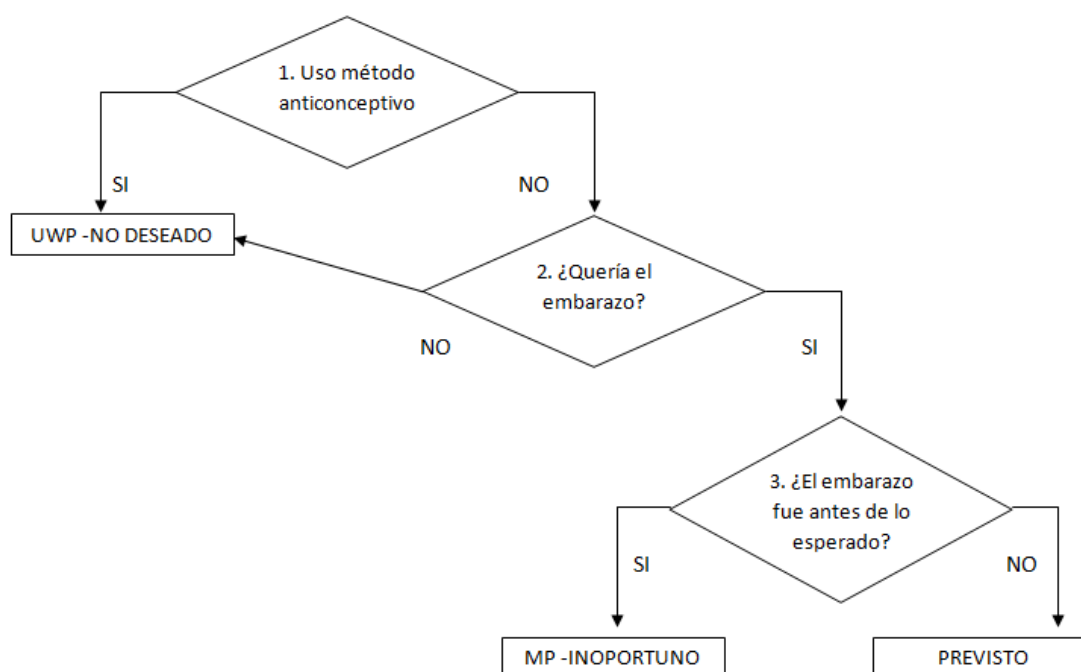 1. Uso método
anticonceptivo
SI
NO
UWP -NO DESEADO
2. ¿Quería el
embarazo?
NO
SI
3. ¿El embarazo
fue antes de lo
esperado?
SI
NO
MP -INOPORTUNO
PREVISTO